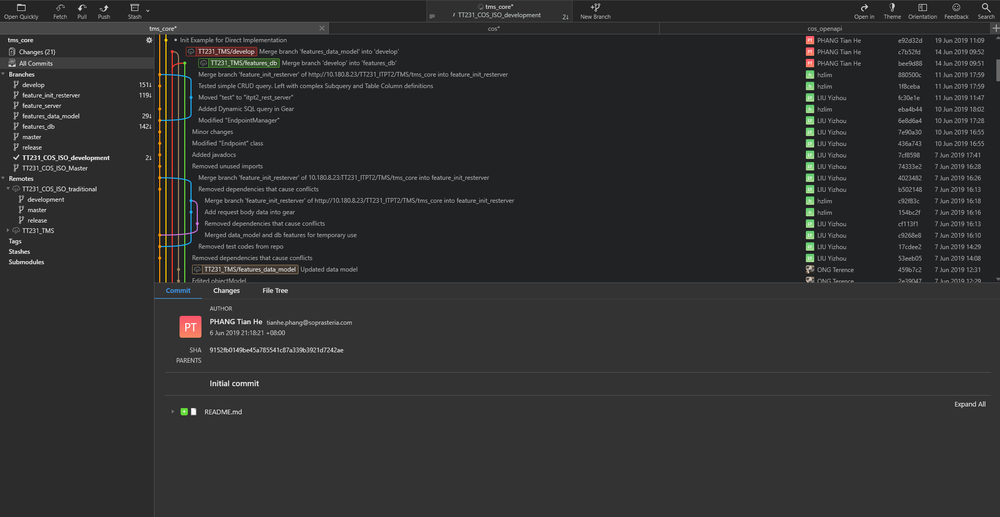 Open Quickly
Fetch
Pull
Push
Stash
tms_core*
TT231_COS_ISO_development
2↓
New Branch
Open in
Theme
Orientation
Feedback
Search
tms_core*
cos*
cos_openapi
tms_core
Changes (21)
All Commits
Branches
develop 151↓
feature_init_resterver 119↓
feature_server
features_data_model 29↓
features_db 142↓
master
release
TT231_COS_ISO_development 2↓
TT231_COS_ISO_Master
Remotes
TT231_COS_ISO_traditional
development
master
release
TT231_TMS
Tags
Stashes
Submodules
Init Example for Direct Implementation PT PHANG Tian He e92d32d 19 Jun 2019 11:09
TT231_TMS/develop Merge branch 'features_data_model' into 'develop' PT PHANG Tian He c7b52fd 14 Jun 2019 09:52
TT231_TMS/features_db Merge branch 'develop' into 'features_db' PT PHANG Tian He bee9d88 14 Jun 2019 09:51
Merge branch 'feature_init_resterver' of http://10.180.8.23/TT231_ITPT2/TMS/tms_core into feature_init_resterver h hzlim 880500c 11 Jun 2019 17:59
Tested simple CRUD query. Left with complex Subquery and Table Column definitions h hzlim 1f8ceba 11 Jun 2019 17:59
Moved "test" to "itpt2_rest_server" LY LIU Yizhou fc30e1e 11 Jun 2019 11:47
Added Dynamic SQL query in Gear h hzlim eba4b44 10 Jun 2019 18:02
Modified "EndpointManager" LY LIU Yizhou 6e8d6a4 10 Jun 2019 17:28
Minor changes LY LIU Yizhou 7e90a30 10 Jun 2019 16:55
Modified "Endpoint" class LY LIU Yizhou 436a743 10 Jun 2019 16:55
Added javadocs LY LIU Yizhou 7cf8598 7 Jun 2019 17:41
Removed unused imports LY LIU Yizhou 74333e2 7 Jun 2019 16:28
Merge branch 'feature_init_resterver' of 10.180.8.23:TT231_ITPT2/TMS/tms_core into feature_init_resterver LY LIU Yizhou 4023482 7 Jun 2019 16:26
Removed dependencies that cause conflicts LY LIU Yizhou b502148 7 Jun 2019 16:13
Merge branch 'feature_init_resterver' of http://10.180.8.23/TT231_ITPT2/TMS/tms_core into feature_init_resterver h hzlim c92f83c 7 Jun 2019 16:18
Add request body data into gear h hzlim 154bc2f 7 Jun 2019 16:16
Removed dependencies that cause conflicts LY LIU Yizhou cf113f1 7 Jun 2019 16:13
Merged data_model and db features for temporary use LY LIU Yizhou c9268e8 7 Jun 2019 16:10
Removed test codes from repo LY LIU Yizhou 17cdee2 7 Jun 2019 14:29
Removed dependencies that cause conflicts LY LIU Yizhou 53eeb05 7 Jun 2019 14:08
TT231_TMS/features_data_model Updated data model ONG Terence 459b7c2 7 Jun 2019 12:31
Edited objectModel ONG Terence 2e39047 7 Jun 2019 12:29
Commit
Changes
File Tree
AUTHOR
PT
PHANG Tian He tianhe.phang@soprasteria.com
6 Jun 2019 21:18:21 +08:00
SHA 9152fb0149be45a785541c87a339b3921d7242ae
PARENTS
Initial commit
Expand All
README.md